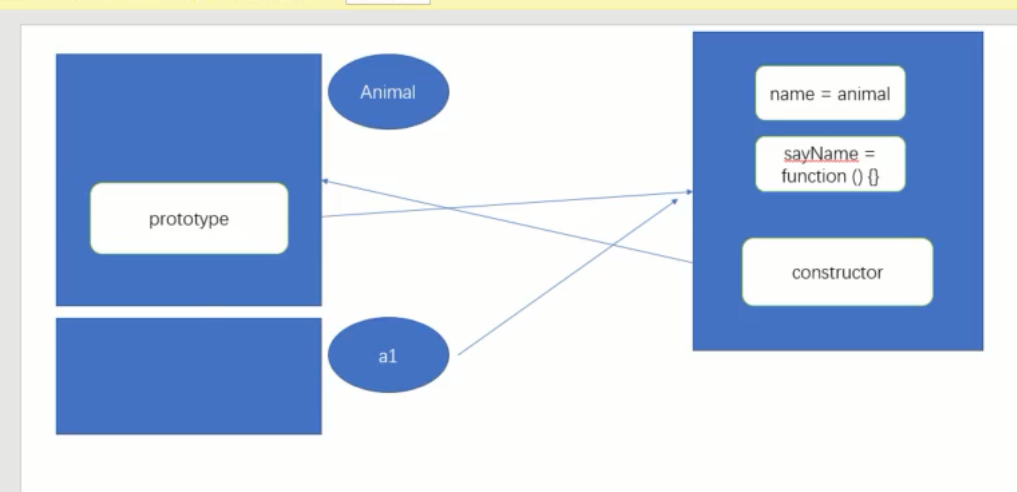 Animal
name = animal
sayName =
function () {}
prototype
constructor
a1